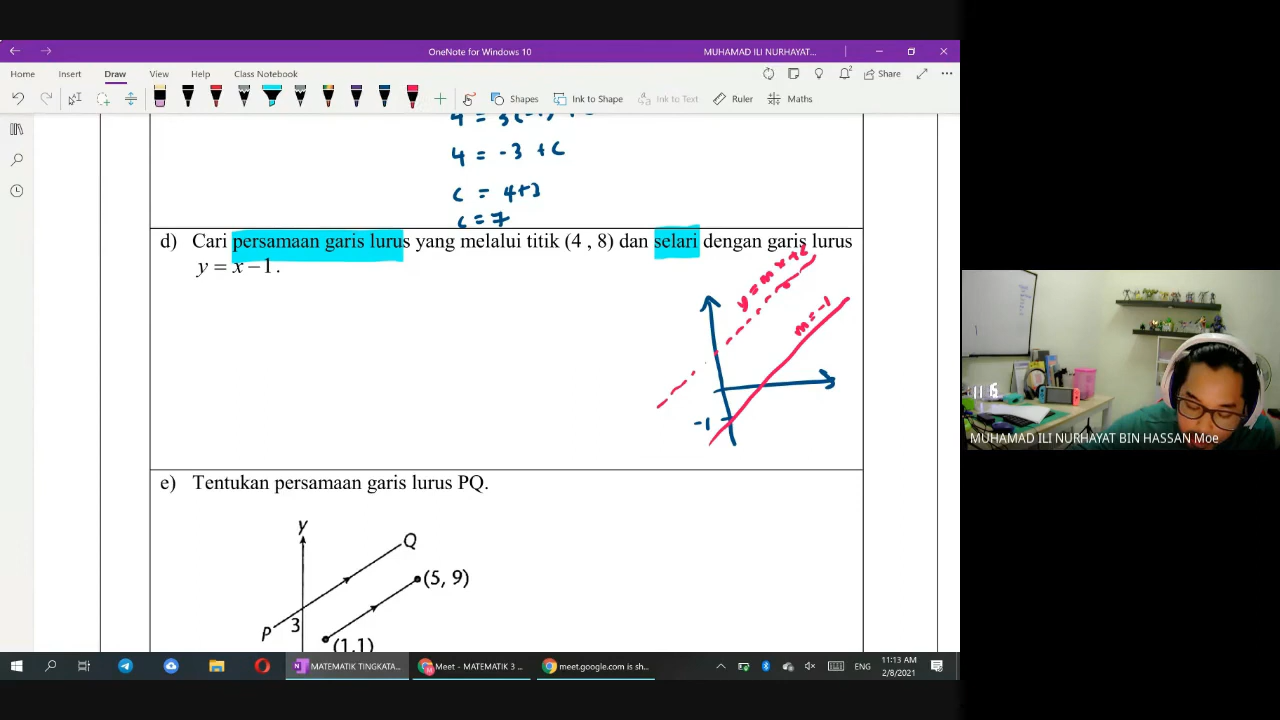 OneNote for Windows 10
MUHAMAD ILI NURHAYAT...
Home Insert Draw View Help Class Notebook
Share
Shapes Ink to Shape Ink to Text Ruler Maths
4 = -3 + c
c = 4+3
c = 7
d) Cari persamaan garis lurus yang melalui titik (4 , 8) dan selari dengan garis lurus
y = x - 1.
y = mx + c
m = -1
-1
e) Tentukan persamaan garis lurus PQ.
y
Q
(5, 9)
3
P
(1,1)
MUHAMAD ILI NURHAYAT BIN HASSAN Moe
MATEMATIK TINGKATA...
Meet - MATEMATIK 3 ...
meet.google.com is sh...
ENG
11:13 AM
2/8/2021